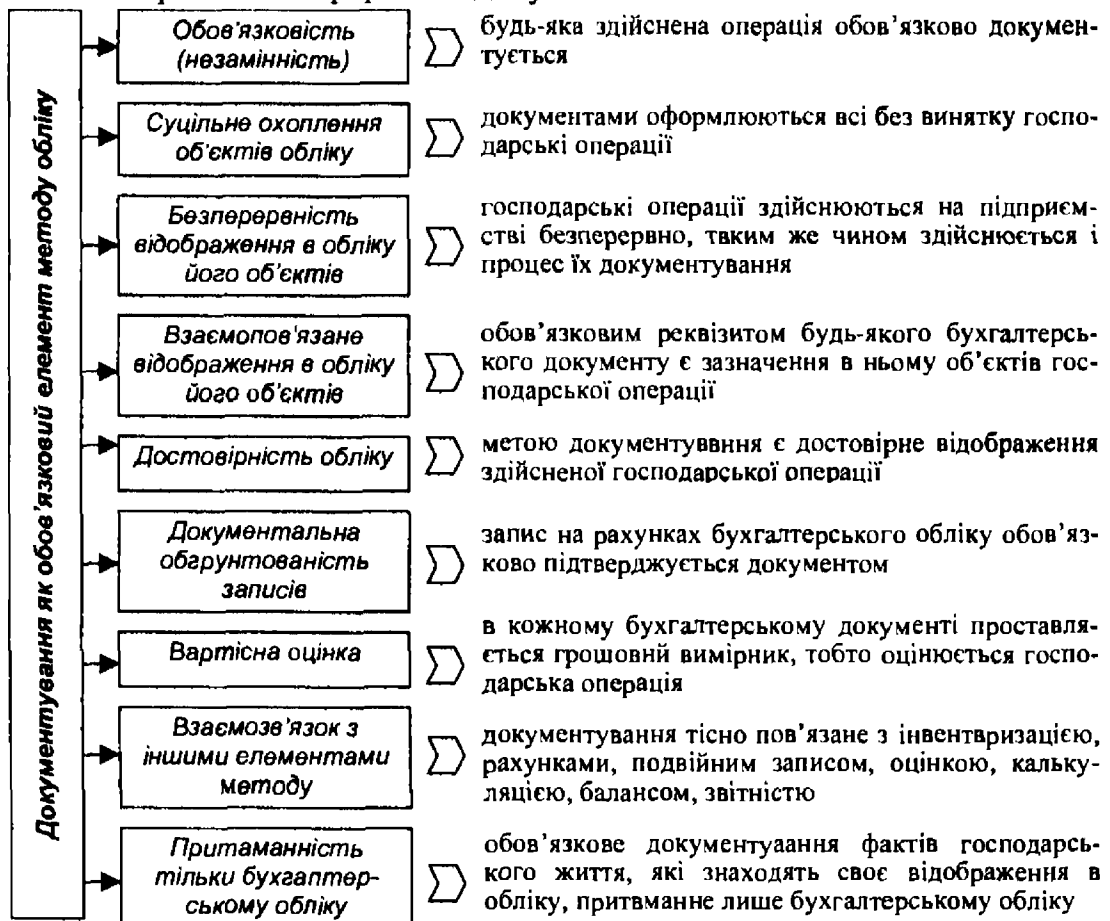 Документування як обов'язковий елемент методу обліку
Обов'язковість
(незамінність)
будь-яка здійснена операція обов'язково докумен-
тується
Суцільне охоплення
об'єктів обліку
документами оформлюються всі без винятку госпо-
дарські операції
Безперервність
відображення в обліку
його об'єктів
господарські операції здійснюються на підприєм-
стві безперервно, таким же чином здійснюється і
процес їх документування
Взаємопов'язане
відображення в обліку
його об'єктів
обов'язковим реквізитом будь-якого бухгалтерсь-
кого документу є зазначення в ньому об'єктів гос-
подарської операції
Достовірність обліку
метою документуввння є достовірне відображення
здійсненої господарської операції
Документальна
обгрунтованість
записів
запис на рахунках бухгалтерського обліку обов'яз-
ково підтверджується документом
Вартісна оцінка
в кожному бухгалтерському документі проставля-
ється грошовнй вимірник, тобто оцінюється госпо-
дарська операція
Взаємозв'язок з
іншими елементами
методу
документування тісно пов'язане з інвентвризацією,
рахунками, подвійним записом, оцінкою, кальку-
ляцією, балансом, звітністю
Притаманність
тільки бухгалтер-
ському обліку
обов'язкове документуаання фактів господарсь-
кого життя, які знаходять своє відображення в
обліку, притвманне лише бухгалтерському обліку